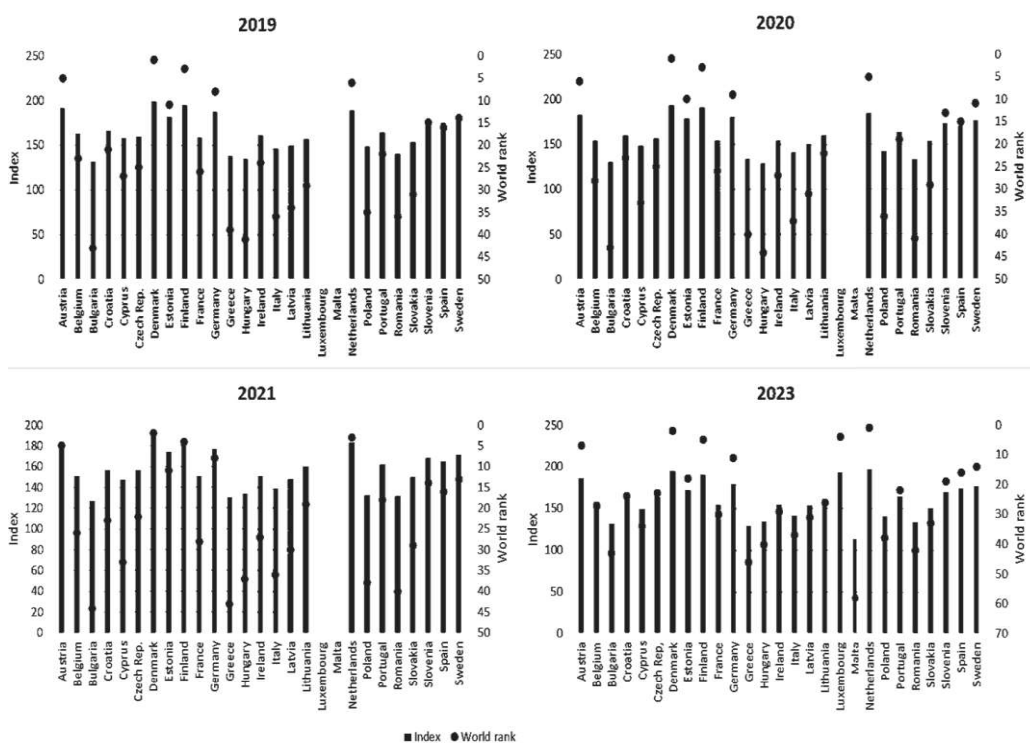 2019
250
200
150
100
50
0
Index
0
5
10
15
20
25
30
35
40
45
50
World rank
Austria
Belgium
Bulgaria
Croatia
Cyprus
Czech Rep.
Denmark
Estonia
Finland
France
Germany
Greece
Hungary
Ireland
Italy
Latvia
Lithuania
Luxembourg
Malta
Netherlands
Poland
Portugal
Romania
Slovakia
Slovenia
Spain
Sweden
2020
250
200
150
100
50
0
Index
0
5
10
15
20
25
30
35
40
45
50
World rank
Austria
Belgium
Bulgaria
Croatia
Cyprus
Czech Rep.
Denmark
Estonia
Finland
France
Germany
Greece
Hungary
Ireland
Italy
Latvia
Lithuania
Luxembourg
Malta
Netherlands
Poland
Portugal
Romania
Slovakia
Slovenia
Spain
Sweden
2021
200
180
160
140
120
100
80
60
40
20
0
Index
0
5
10
15
20
25
30
35
40
45
50
World rank
Austria
Belgium
Bulgaria
Croatia
Cyprus
Czech Rep.
Denmark
Estonia
Finland
France
Germany
Greece
Hungary
Ireland
Italy
Latvia
Lithuania
Luxembourg
Malta
Netherlands
Poland
Portugal
Romania
Slovakia
Slovenia
Spain
Sweden
2023
250
200
150
100
50
0
Index
0
10
20
30
40
50
60
70
World rank
Austria
Belgium
Bulgaria
Croatia
Cyprus
Czech Rep,
Denmark
Estonia
Finland
France
Germany
Greece
Hungary
Ireland
Italy
Latvia
Lithuania
Luxembourg
Malta
Netherlands
Poland
Portugal
Romania
Slovakia
Slovenia
Spain
Sweden
Index World rank